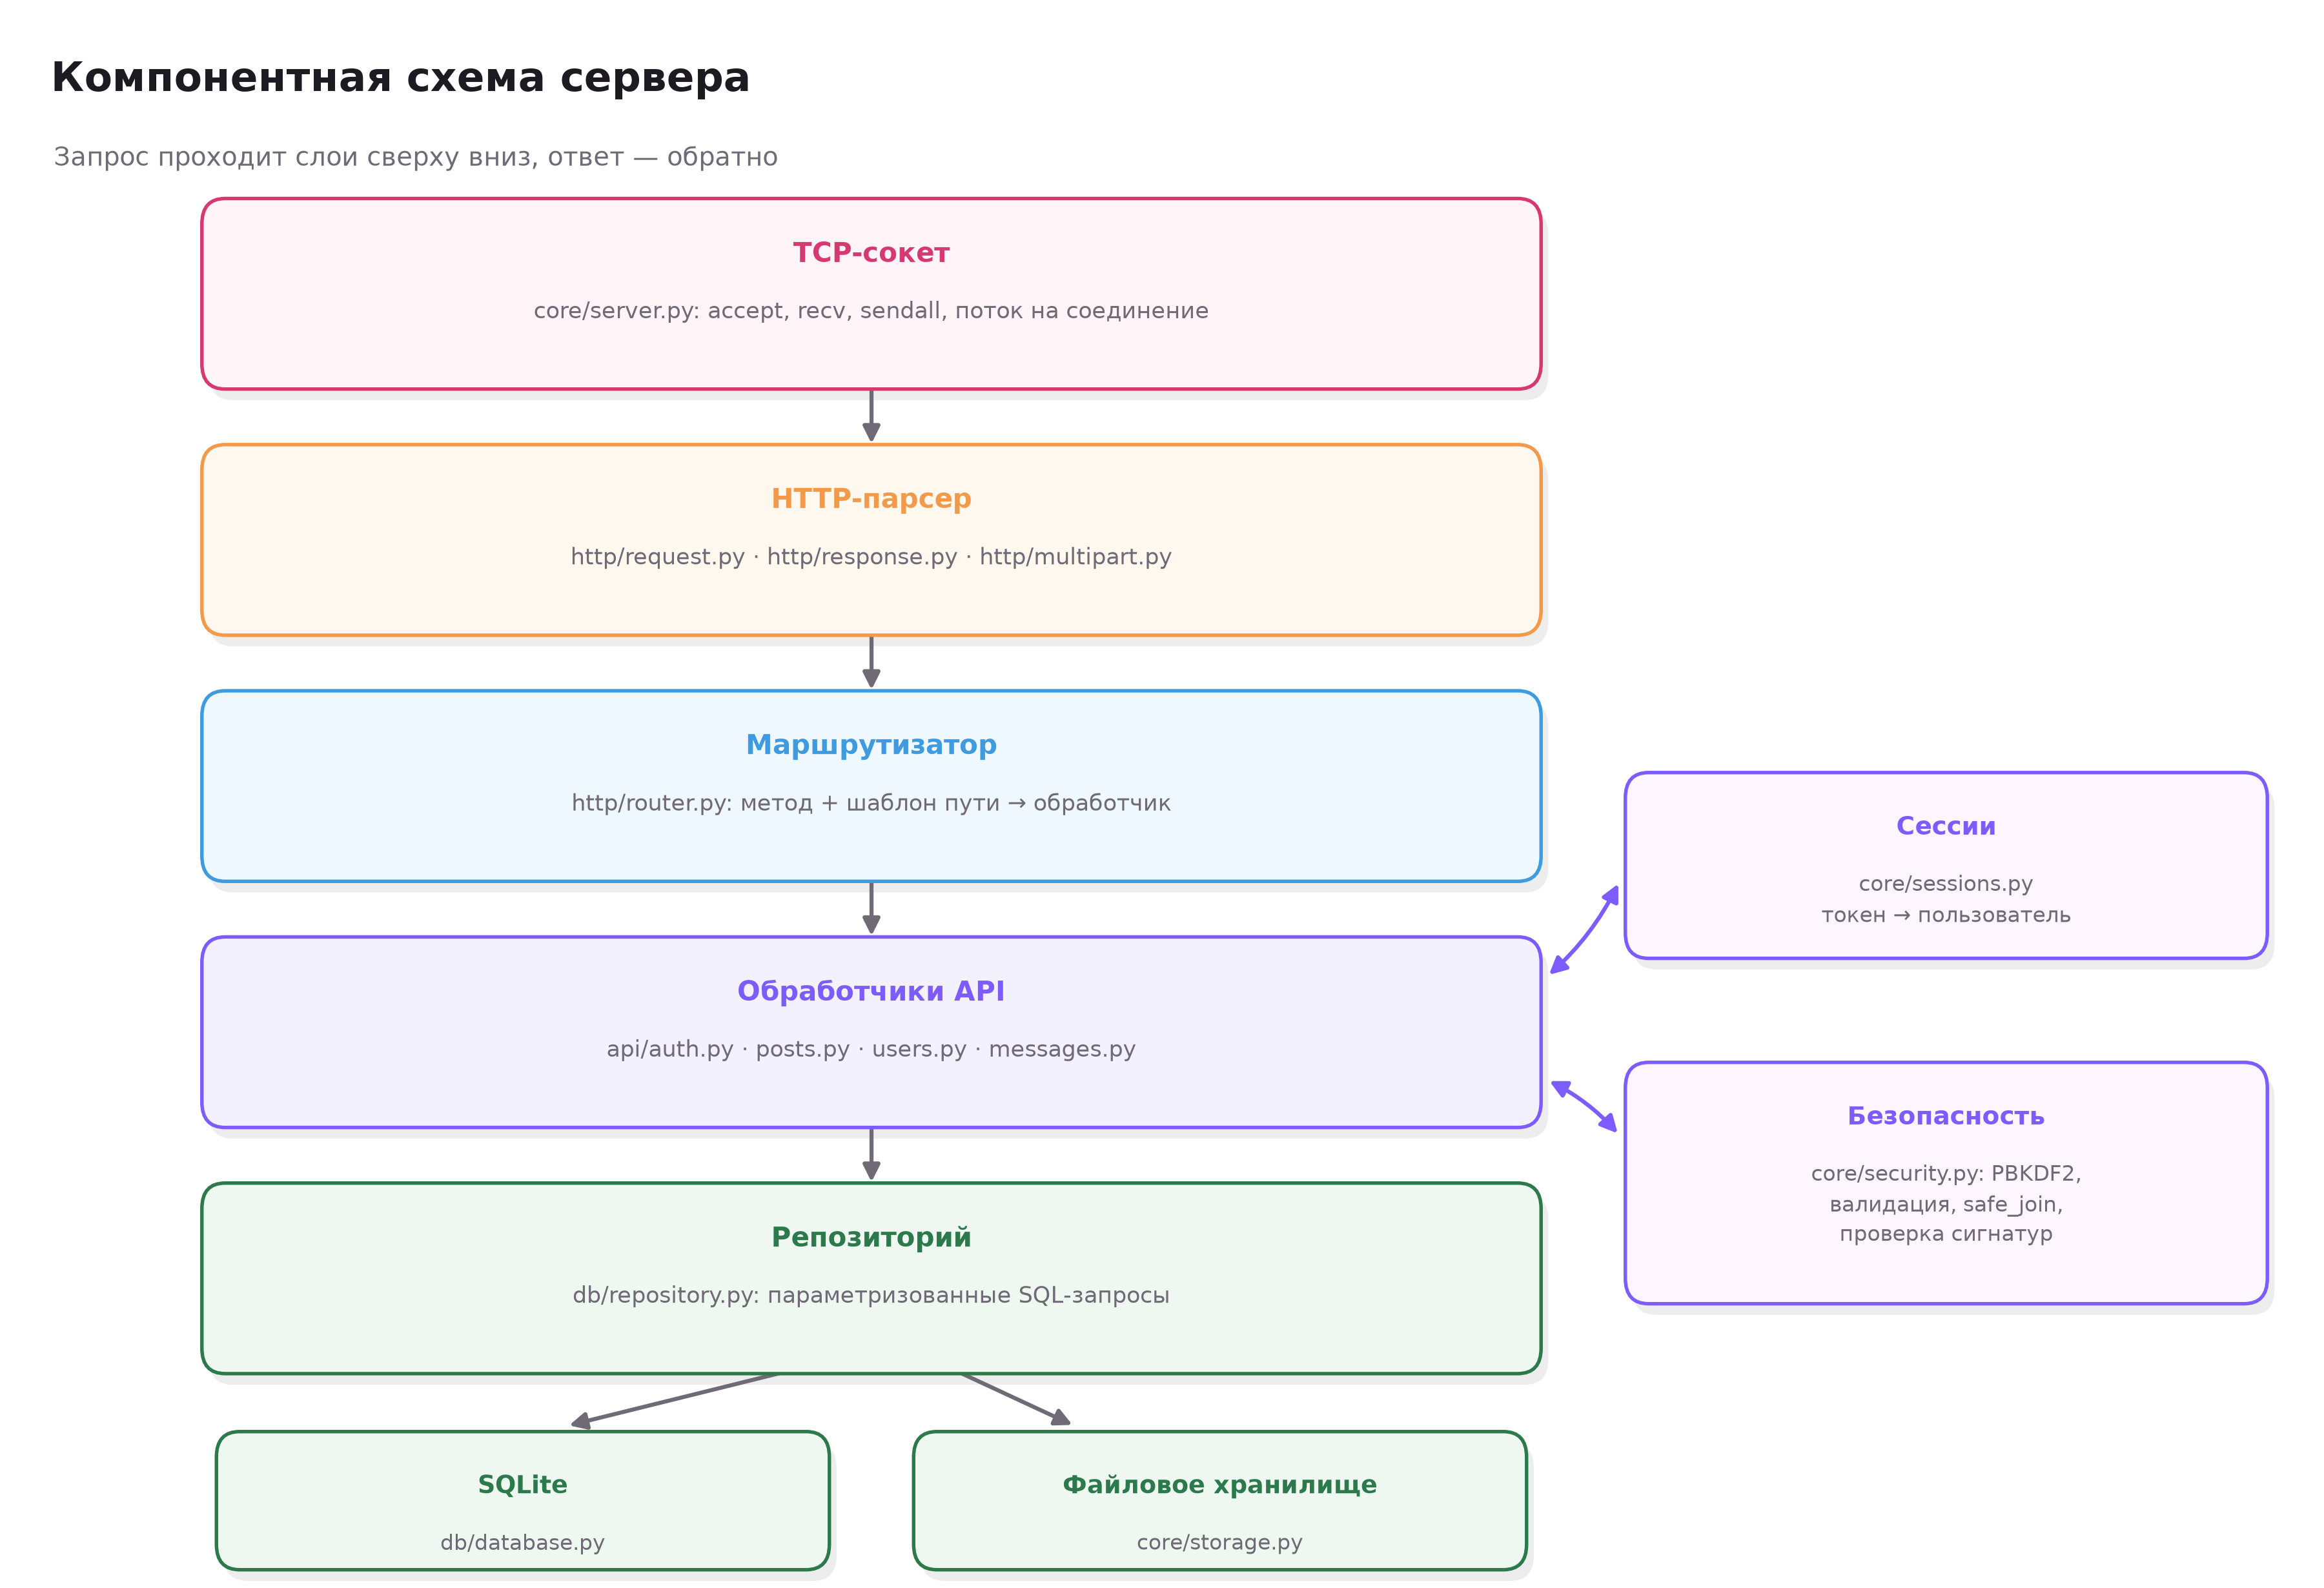 Компонентная схема сервера
Запрос проходит слои сверху вниз, ответ — обратно
TCP-сокет
core/server.py: accept, recv, sendall, поток на соединение
HTTP-парсер
http/request.py · http/response.py · http/multipart.py
Маршрутизатор
http/router.py: метод + шаблон пути → обработчик
Сессии
core/sessions.py
токен → пользователь
Обработчики API
api/auth.py · posts.py · users.py · messages.py
Безопасность
core/security.py: PBKDF2,
валидация, safe_join,
проверка сигнатур
Репозиторий
db/repository.py: параметризованные SQL-запросы
SQLite
db/database.py
Файловое хранилище
core/storage.py